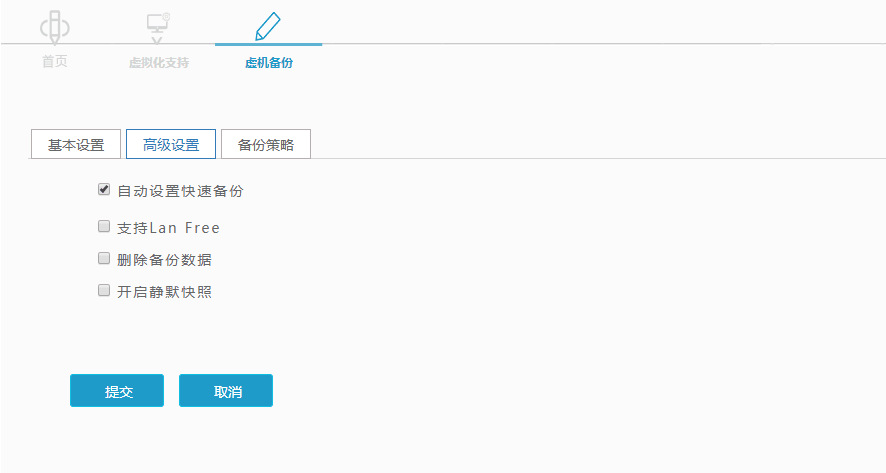 首页 虚拟化支持 虚机备份
基本设置 高级设置 备份策略
自动设置快速备份
支持Lan Free
删除备份数据
开启静默快照
提交 取消